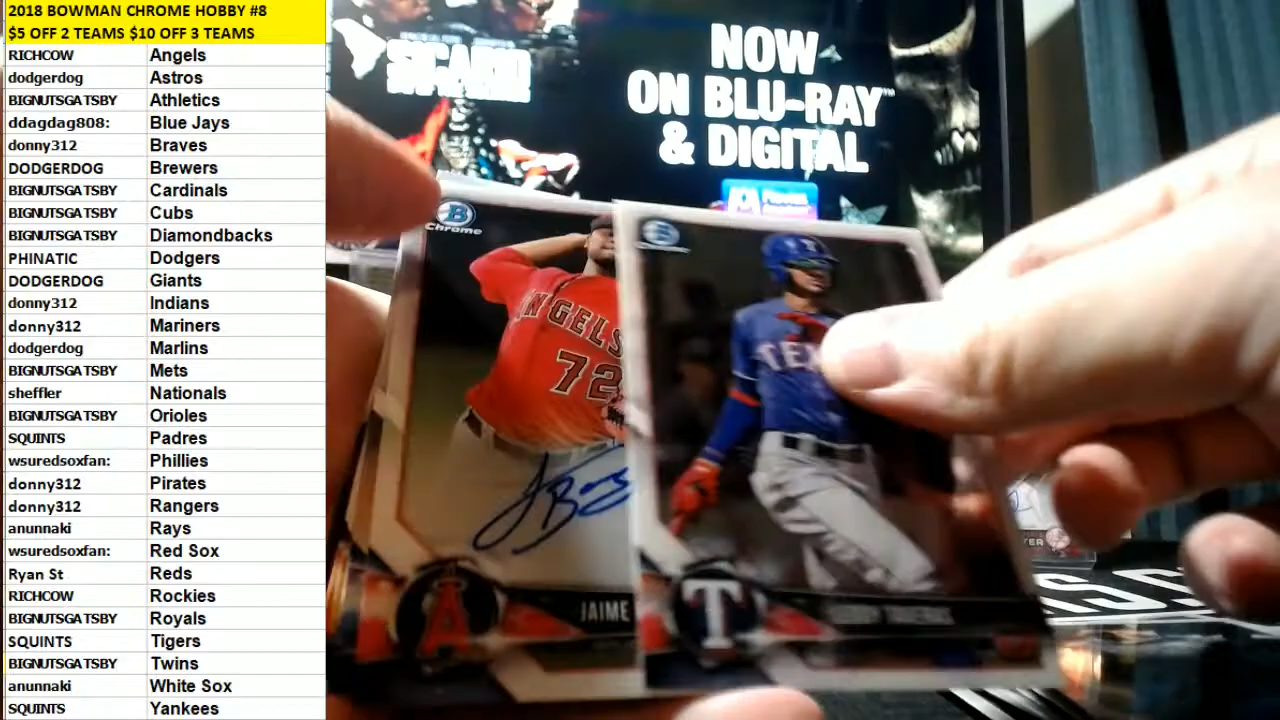 2018 BOWMAN CHROME HOBBY #8
$5 OFF 2 TEAMS $10 OFF 3 TEAMS
RICHCOW Angels
dodgerdog Astros
BIGNUTSGATSBY Athletics
ddagdag808: Blue Jays
donny312 Braves
DODGERDOG Brewers
BIGNUTSGATSBY Cardinals
BIGNUTSGATSBY Cubs
BIGNUTSGATSBY Diamondbacks
PHINATIC Dodgers
DODGERDOG Giants
donny312 Indians
donny312 Mariners
dodgerdog Marlins
BIGNUTSGATSBY Mets
sheffler Nationals
BIGNUTSGATSBY Orioles
SQUINTS Padres
wsuredsoxfan: Phillies
donny312 Pirates
donny312 Rangers
anunnaki Rays
wsuredsoxfan: Red Sox
Ryan St Reds
RICHCOW Rockies
BIGNUTSGATSBY Royals
SQUINTS Tigers
BIGNUTSGATSBY Twins
anunnaki White Sox
SQUINTS Yankees
SICARIO
NOW
ON BLU-RAY™
& DIGITAL
B
Chrome
ANGELS
72
A
JAIME
B
T
TEX
T